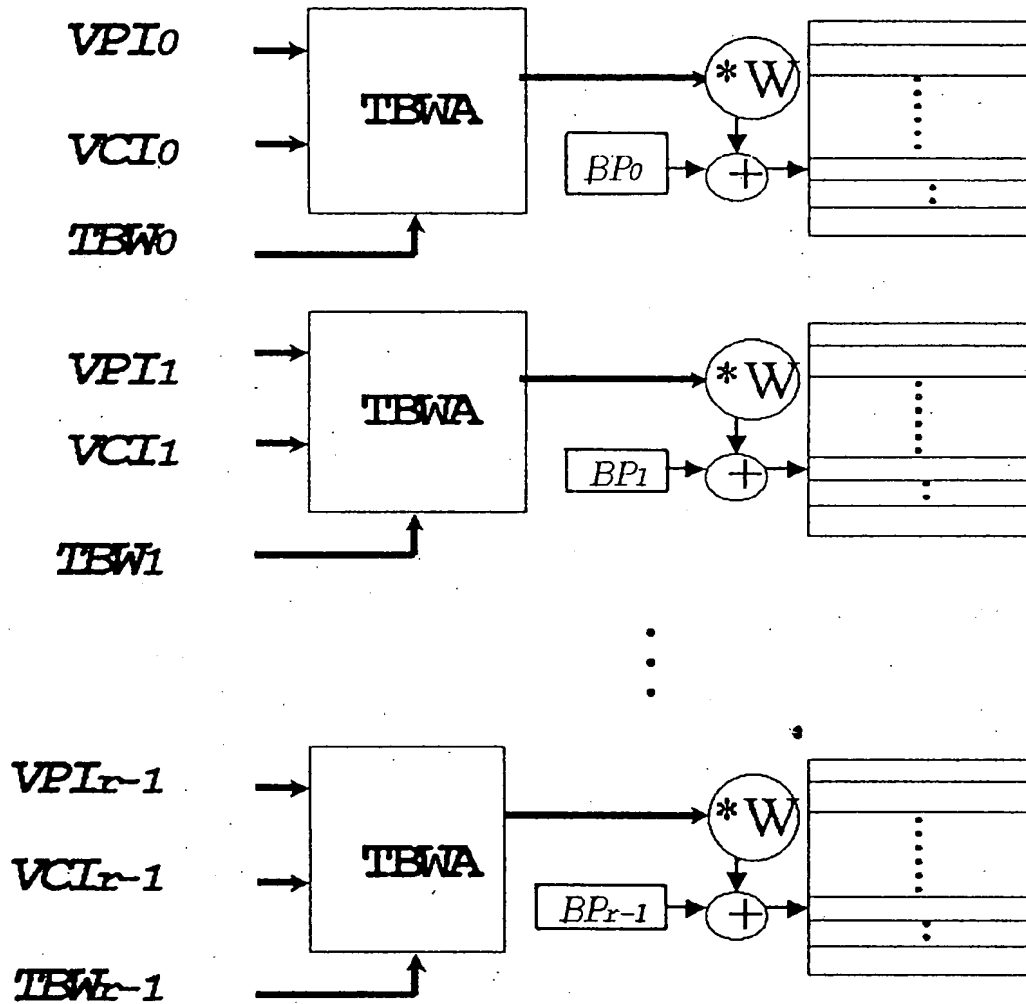 VPI0
TBWA
*W
VCI0
BP0
+
TBW0
VPI1
TBWA
*W
VCI1
BP1
+
TBW1
VPIr-1
*W
TBWA
VCIr-1
BPr-1
+
TBWr-1